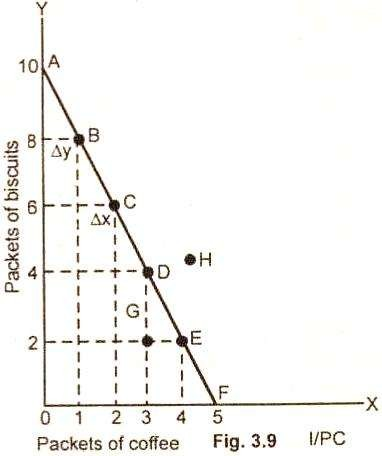 Y
10 A
8 B
Δy
6 C
Δx
H
4 D
G
2 E
F
X
0 1 2 3 4 5
Packets of biscuits
Packets of coffee Fig. 3.9 I/PC